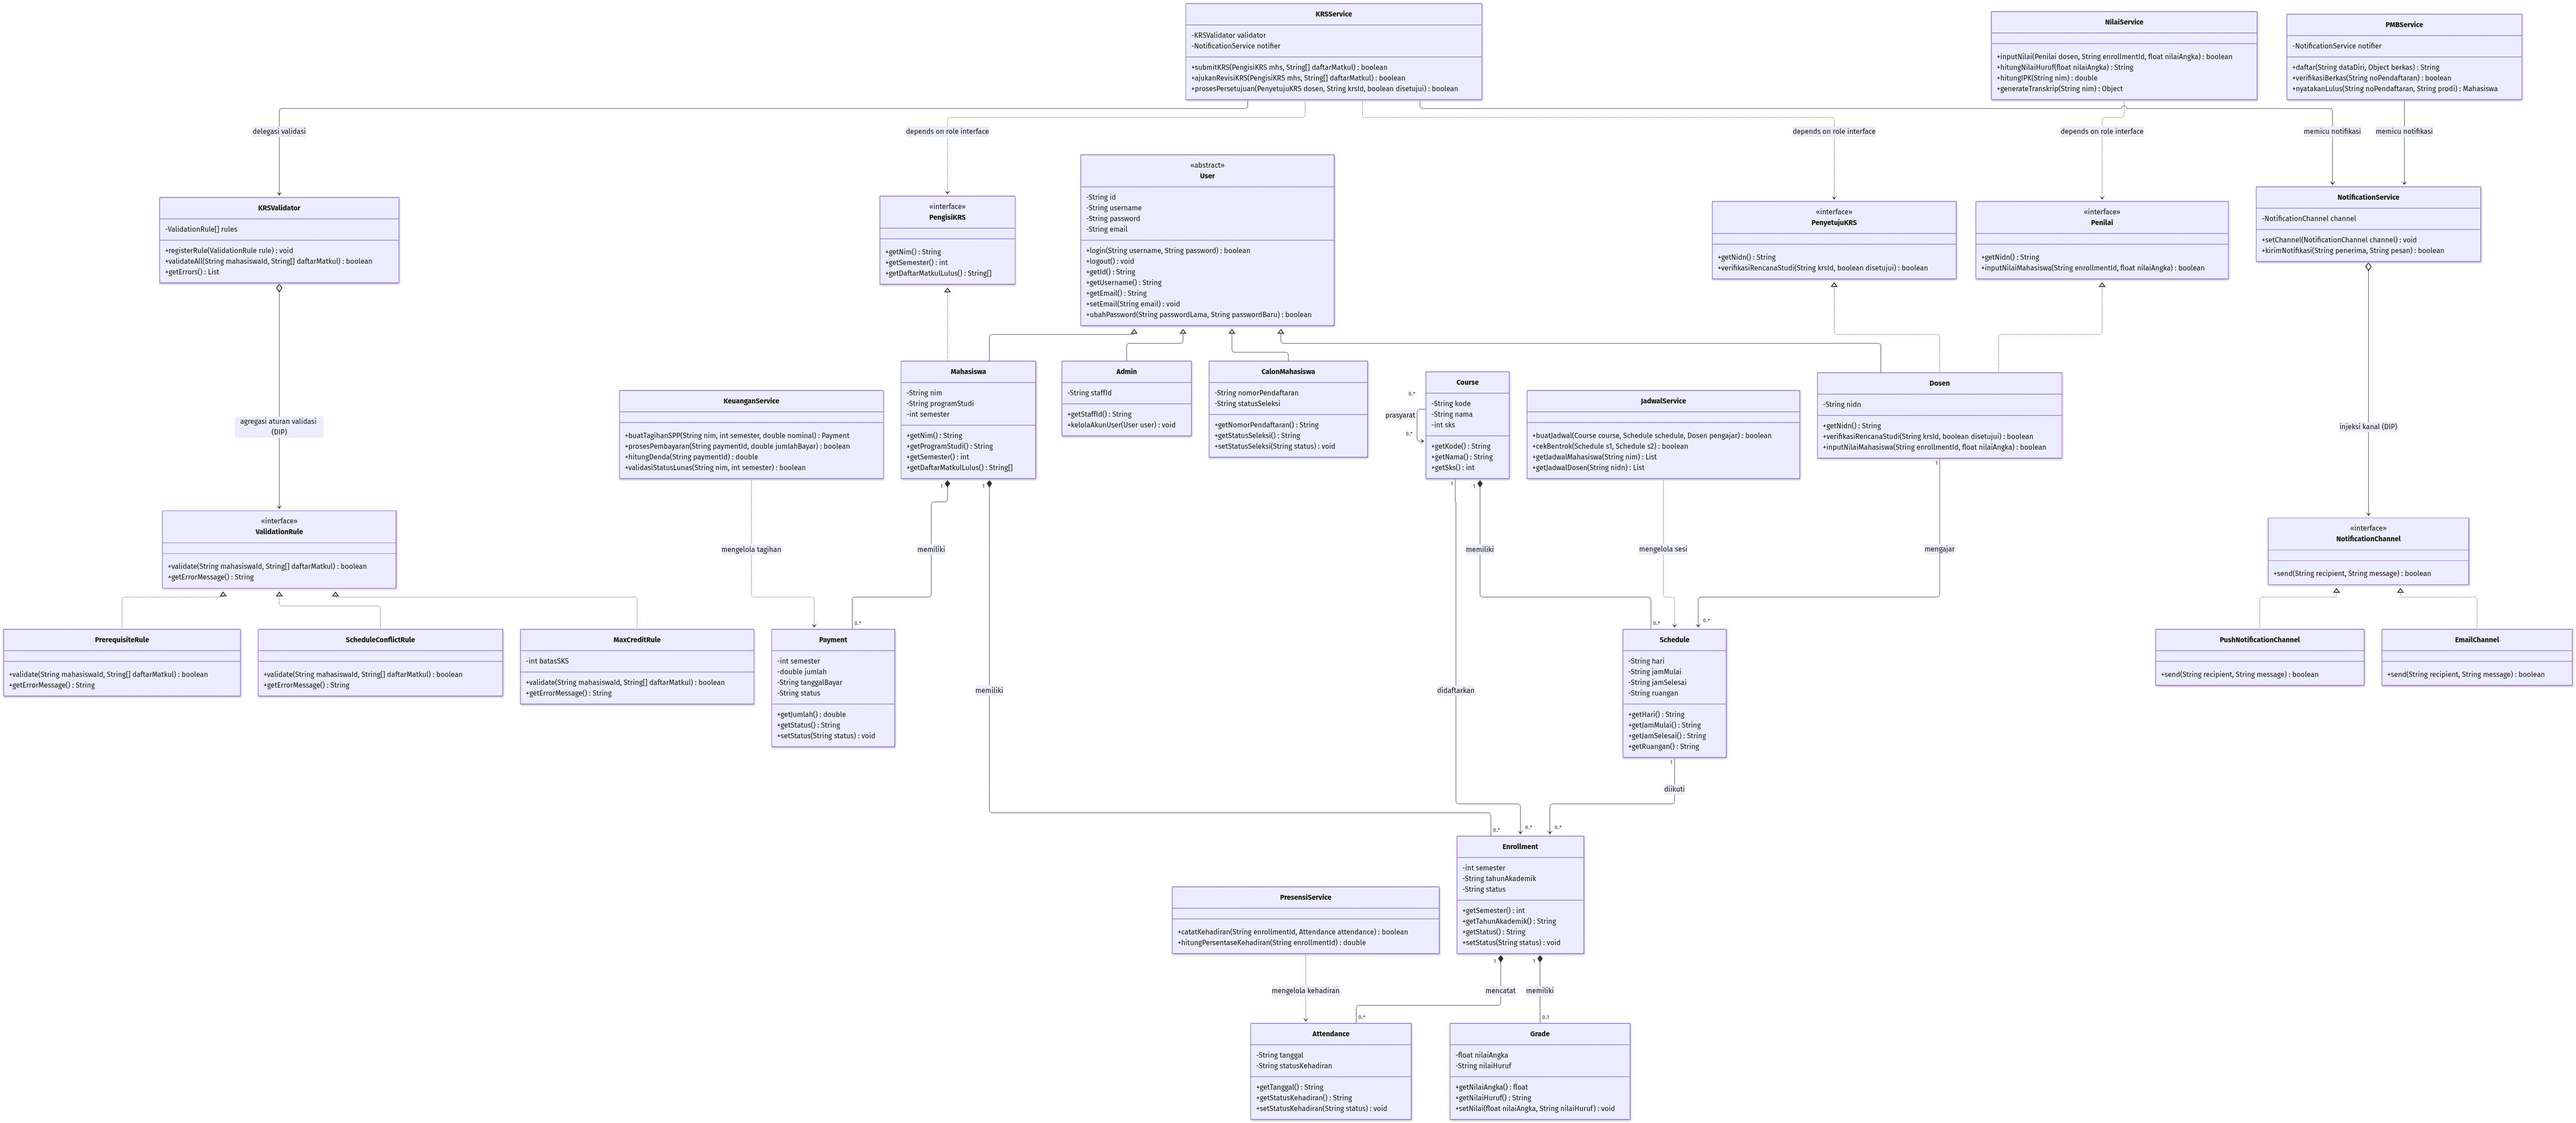 KRSService
-KRSValidator validator
-NotificationService notifier
+submitKRS(PengisiKRS mhs, String[] daftarMatkul) : boolean
+ajukanRevisiKRS(PengisiKRS mhs, String[] daftarMatkul) : boolean
+prosesPersetujuan(PenyetujuKRS dosen, String krsId, boolean disetujui) : boolean
NilaiService
+inputNilai(Penilai dosen, String enrollmentId, float nilaiAngka) : boolean
+hitungNilaiHuruf(float nilaiAngka) : String
+hitungIPK(String nim) : double
+generateTranskrip(String nim) : Object
PMBService
-NotificationService notifier
+daftar(String dataDiri, Object berkas) : String
+verifikasiBerkas(String noPendaftaran) : boolean
+nyatakanLulus(String noPendaftaran, String prodi) : Mahasiswa
delegasi validasi
depends on role interface
depends on role interface
depends on role interface
memicu notifikasi
memicu notifikasi
KRSValidator
-ValidationRule[] rules
+registerRule(ValidationRule rule) : void
+validateAll(String mahasiswaId, String[] daftarMatkul) : boolean
+getErrors() : List
«interface»
PengisiKRS
+getNim() : String
+getSemester() : int
+getDaftarMatkulLulus() : String[]
«abstract»
User
-String id
-String username
-String password
-String email
+login(String username, String password) : boolean
+logout() : void
+getId() : String
+getUsername() : String
+getEmail() : String
+setEmail(String email) : void
+ubahPassword(String passwordLama, String passwordBaru) : boolean
«interface»
PenyetujuKRS
+getNidn() : String
+verifikasiRencanaStudi(String krsId, boolean disetujui) : boolean
«interface»
Penilai
+getNidn() : String
+inputNilaiMahasiswa(String enrollmentId, float nilaiAngka) : boolean
NotificationService
-NotificationChannel channel
+setChannel(NotificationChannel channel) : void
+kirimNotifikasi(String penerima, String pesan) : boolean
agregasi aturan validasi
(DIP)
KeuanganService
+buatTagihanSPP(String nim, int semester, double nominal) : Payment
+prosesPembayaran(String paymentId, double jumlahBayar) : boolean
+hitungDenda(String paymentId) : double
+validasiStatusLunas(String nim, int semester) : boolean
Mahasiswa
-String nim
-String programStudi
-int semester
+getNim() : String
+getProgramStudi() : String
+getSemester() : int
+getDaftarMatkulLulus() : String[]
Admin
-String staffId
+getStaffId() : String
+kelolaAkunUser(User user) : void
CalonMahasiswa
-String nomorPendaftaran
-String statusSeleksi
+getNomorPendaftaran() : String
+getStatusSeleksi() : String
+setStatusSeleksi(String status) : void
0..*
prasyarat
0..*
Course
-String kode
-String nama
-int sks
+getKode() : String
+getNama() : String
+getSks() : int
JadwalService
+buatJadwal(Course course, Schedule schedule, Dosen pengajar) : boolean
+cekBentrok(Schedule s1, Schedule s2) : boolean
+getJadwalMahasiswa(String nim) : List
+getJadwalDosen(String nidn) : List
Dosen
-String nidn
+getNidn() : String
+verifikasiRencanaStudi(String krsId, boolean disetujui) : boolean
+inputNilaiMahasiswa(String enrollmentId, float nilaiAngka) : boolean
injeksi kanal (DIP)
1
1
1
1
1
mengelola tagihan
memiliki
memiliki
mengelola sesi
mengajar
«interface»
ValidationRule
+validate(String mahasiswaId, String[] daftarMatkul) : boolean
+getErrorMessage() : String
«interface»
NotificationChannel
+send(String recipient, String message) : boolean
0..*
0..*
0..*
PrerequisiteRule
+validate(String mahasiswaId, String[] daftarMatkul) : boolean
+getErrorMessage() : String
ScheduleConflictRule
+validate(String mahasiswaId, String[] daftarMatkul) : boolean
+getErrorMessage() : String
MaxCreditRule
-int batasSKS
+validate(String mahasiswaId, String[] daftarMatkul) : boolean
+getErrorMessage() : String
Payment
-int semester
-double jumlah
-String tanggalBayar
-String status
+getJumlah() : double
+getStatus() : String
+setStatus(String status) : void
memiliki
didaftarkan
Schedule
-String hari
-String jamMulai
-String jamSelesai
-String ruangan
+getHari() : String
+getJamMulai() : String
+getJamSelesai() : String
+getRuangan() : String
PushNotificationChannel
+send(String recipient, String message) : boolean
EmailChannel
+send(String recipient, String message) : boolean
1
diikuti
0..*
0..*
0..*
Enrollment
-int semester
-String tahunAkademik
-String status
+getSemester() : int
+getTahunAkademik() : String
+getStatus() : String
+setStatus(String status) : void
PresensiService
+catatKehadiran(String enrollmentId, Attendance attendance) : boolean
+hitungPersentaseKehadiran(String enrollmentId) : double
1
1
mengelola kehadiran
mencatat
memiliki
0..*
0..1
Attendance
-String tanggal
-String statusKehadiran
+getTanggal() : String
+getStatusKehadiran() : String
+setStatusKehadiran(String status) : void
Grade
-float nilaiAngka
-String nilaiHuruf
+getNilaiAngka() : float
+getNilaiHuruf() : String
+setNilai(float nilaiAngka, String nilaiHuruf) : void